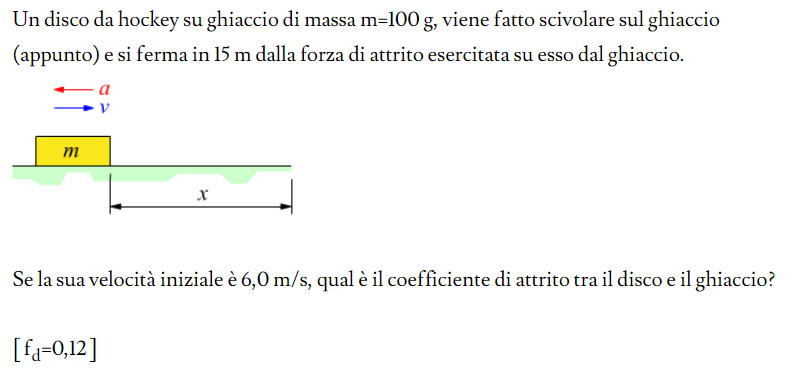 Un disco da hockey su ghiaccio di massa m=100 g, viene fatto scivolare sul ghiaccio
(appunto) e si ferma in 15 m dalla forza di attrito esercitata su esso dal ghiaccio.
a
v
m
x
Se la sua velocità iniziale è 6,0 m/s, qual è il coefficiente di attrito tra il disco e il ghiaccio?
[fd=0,12]